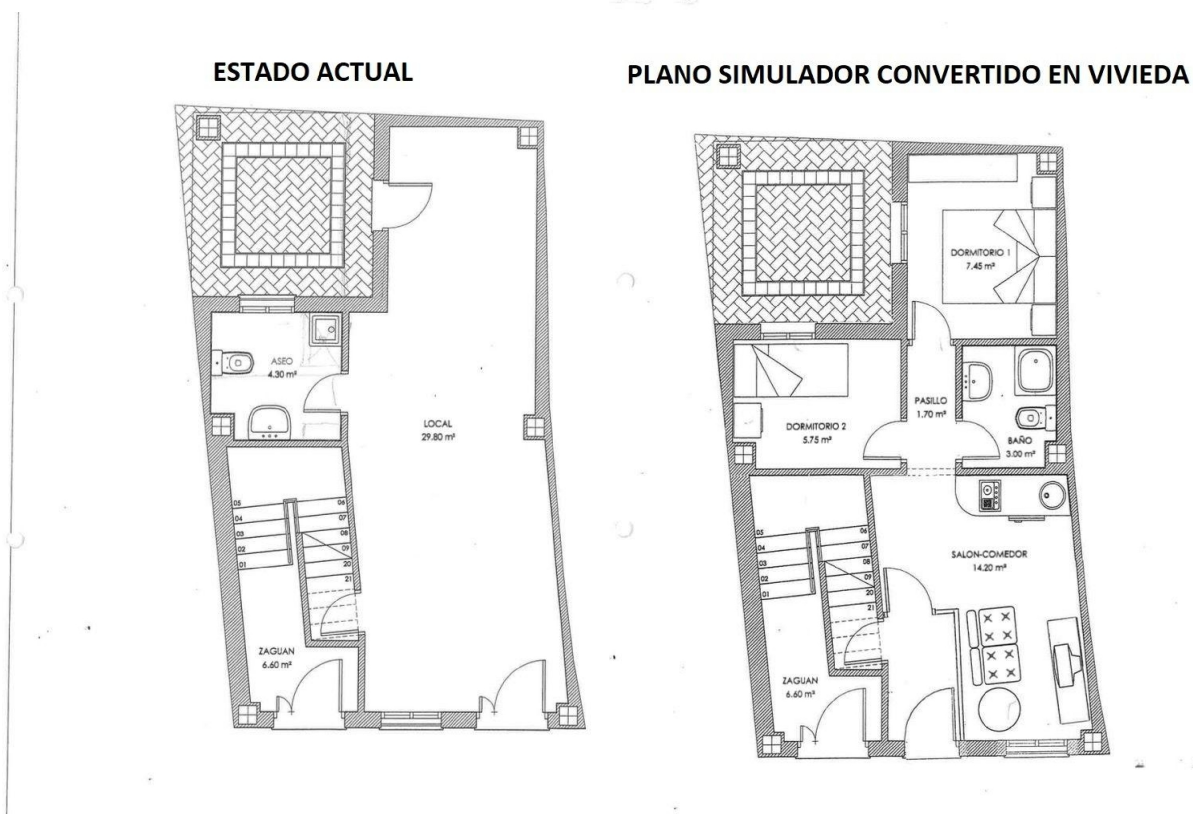 ESTADO ACTUAL
ASEO
4.30 m²
LOCAL
29.80 m²
05
04
03
02
01
06
07
08
09
20
21
ZAGUAN
6.60 m²
PLANO SIMULADOR CONVERTIDO EN VIVIEDA
DORMITORIO 1
7.45 m²
PASILLO
1.70 m²
DORMITORIO 2
5.75 m²
BAÑO
3.00 m²
05
04
03
02
01
06
07
08
09
20
21
SALON-COMEDOR
14.20 m²
ZAGUAN
6.60 m²